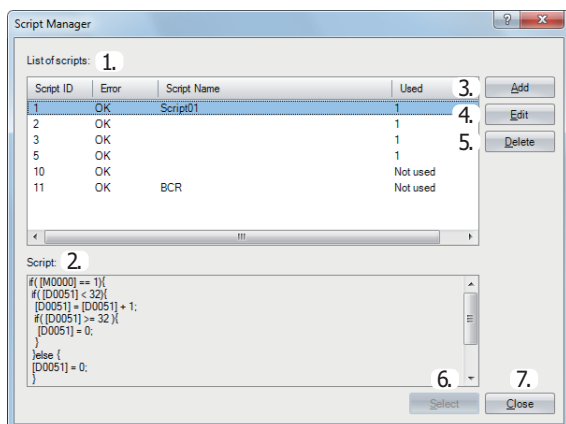 Script Manager
List of scripts: 1.
Script ID Error Script Name Used
1 OK Script01 1
2 OK 1
3 OK 1
5 OK 1
10 OK Not used
11 OK BCR Not used
3. Add
4. Edit
5. Delete
Script: 2.
if( [M0000] == 1){
if( [D0051] < 32){
[D0051] = [D0051] + 1;
if( [D0051] >= 32 ){
[D0051] = 0;
}
}else {
[D0051] = 0;
}
6. 7.
Select Close